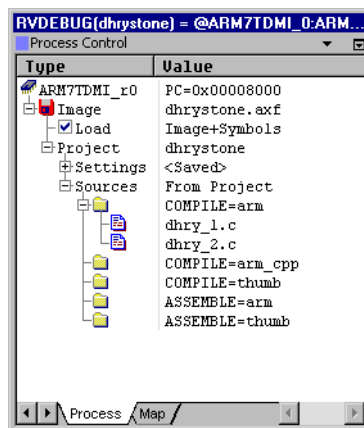 RVDEBUG(dhrystone) = @ARM7TDMI_0:ARM...
Process Control
Type Value
ARM7TDMI_r0 PC=0x00008000
Image dhrystone.axf
Load Image+Symbols
Project dhrystone
Settings <Saved>
Sources From Project
COMPILE=arm
dhry_1.c
dhry_2.c
COMPILE=arm_cpp
COMPILE=thumb
ASSEMBLE=arm
ASSEMBLE=thumb
Process Map